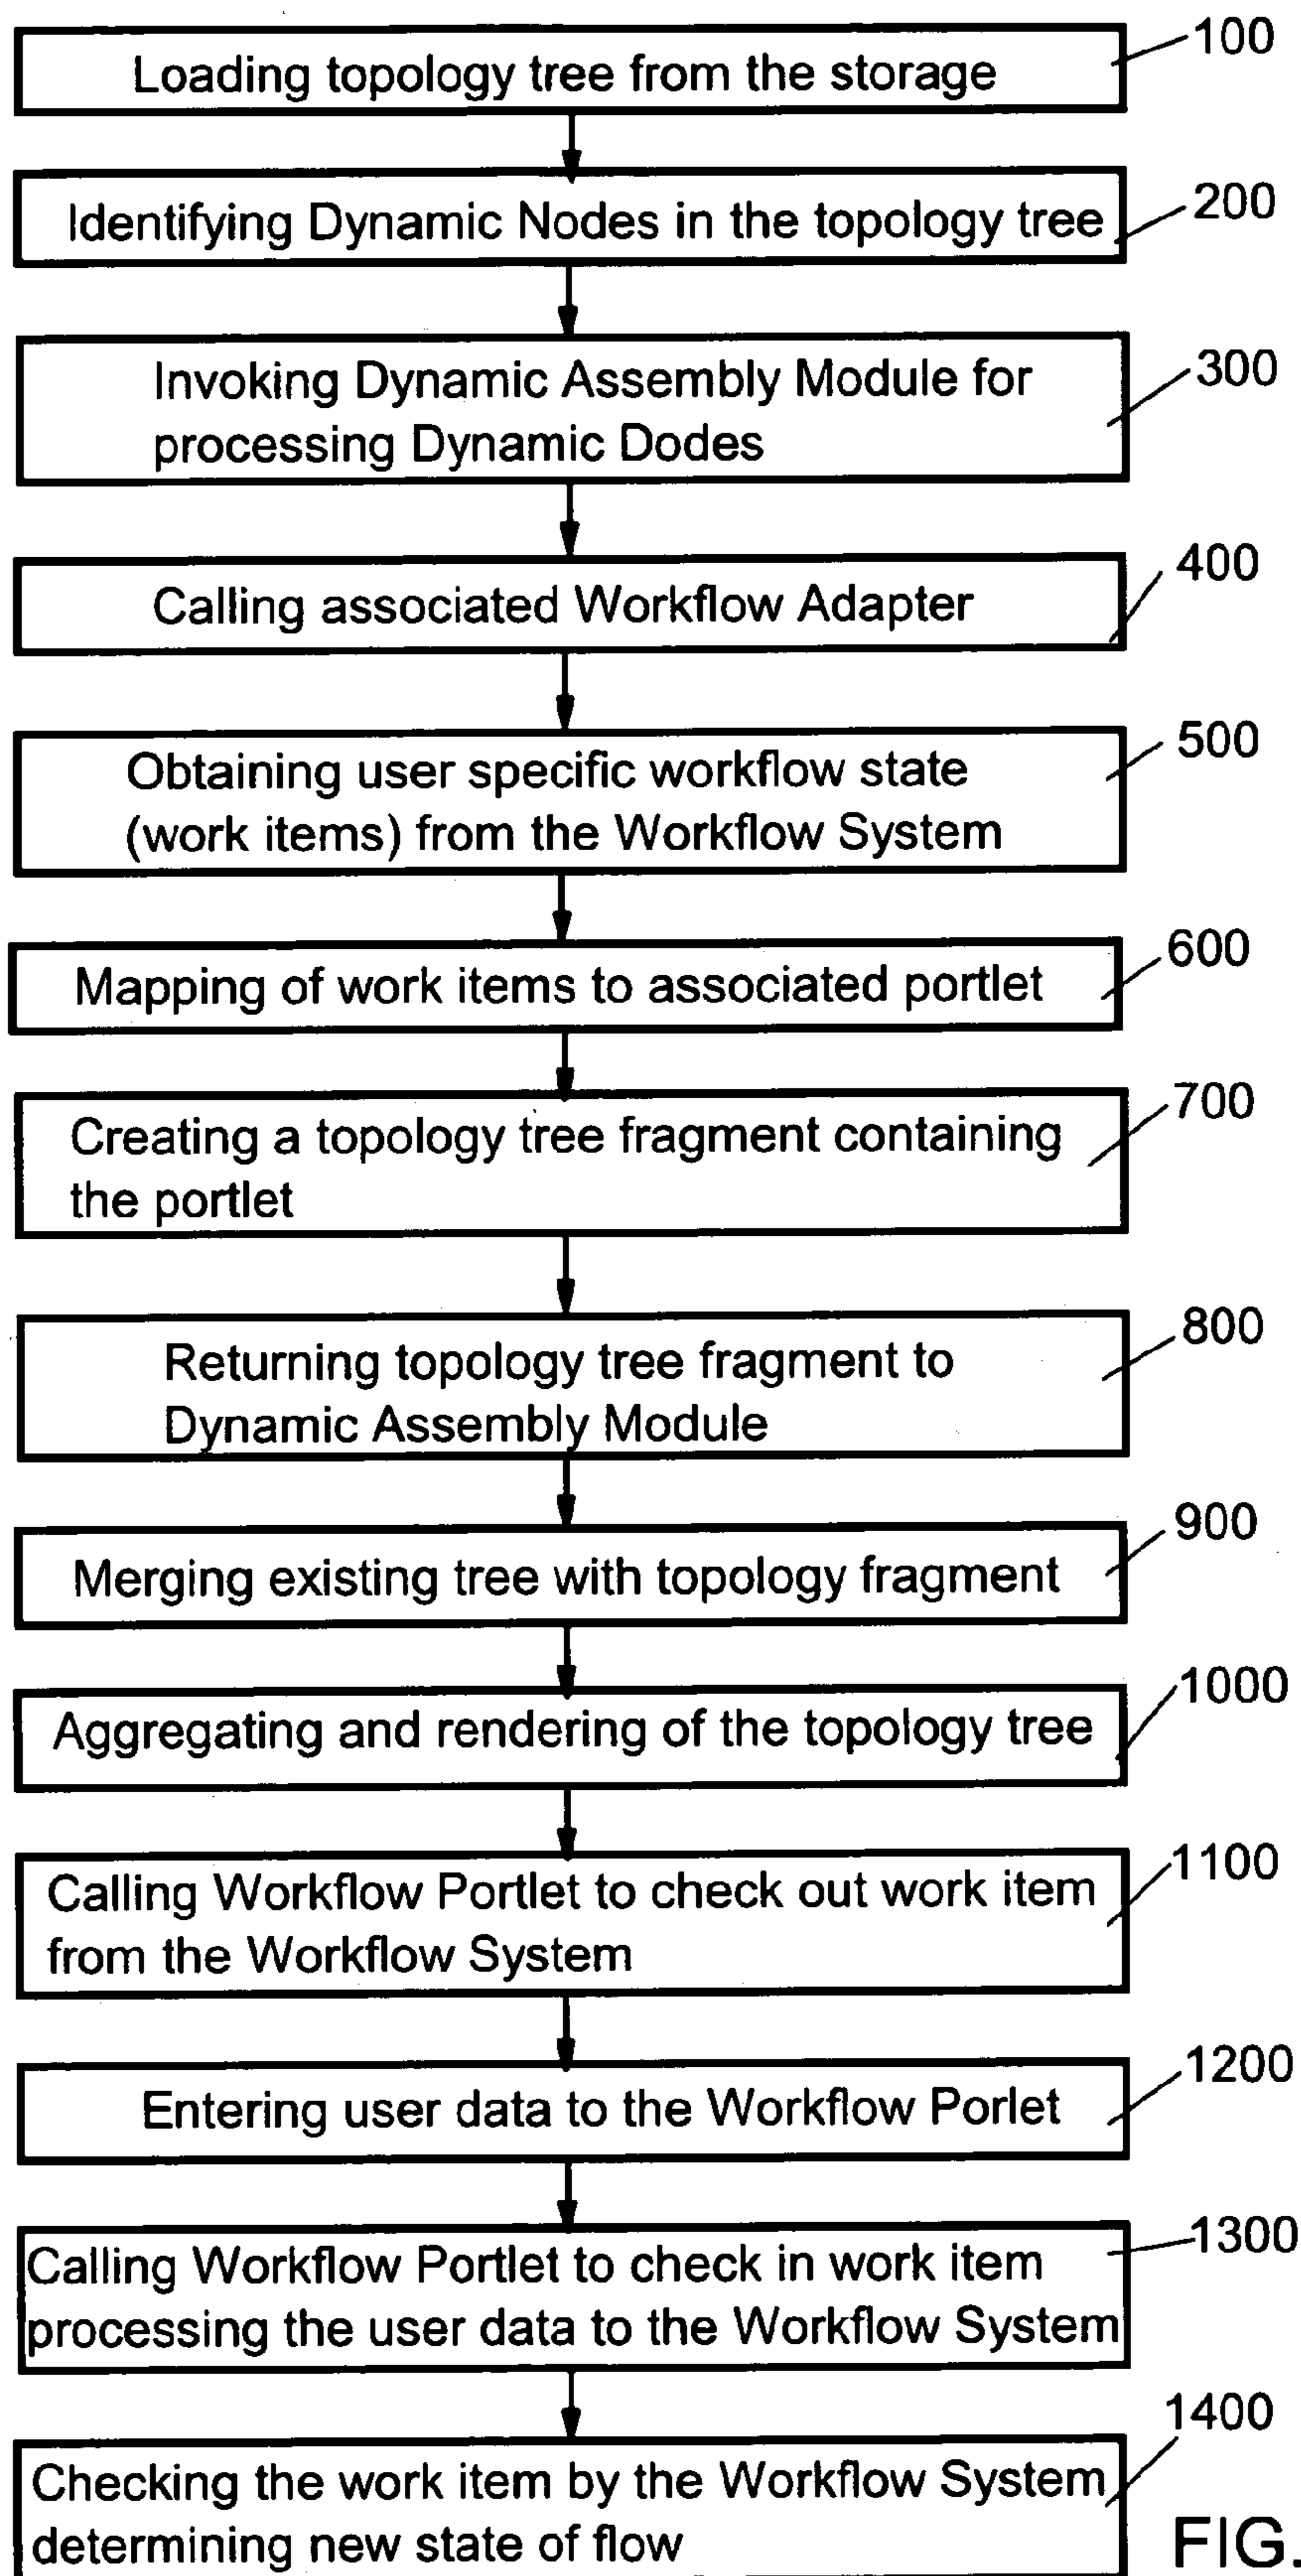 100
Loading topology tree from the storage
200
Identifying Dynamic Nodes in the topology tree
300
Invoking Dynamic Assembly Module for
processing Dynamic Dodes
400
Calling associated Workflow Adapter
500
Obtaining user specific workflow state
(work items) from the Workflow System
600
Mapping of work items to associated portlet
700
Creating a topology tree fragment containing
the portlet
800
Returning topology tree fragment to
Dynamic Assembly Module
900
Merging existing tree with topology fragment
1000
Aggregating and rendering of the topology tree
1100
Calling Workflow Portlet to check out work item
from the Workflow System
1200
Entering user data to the Workflow Porlet
1300
Calling Workflow Portlet to check in work item
processing the user data to the Workflow System
1400
Checking the work item by the Workflow System
determining new state of flow
FIG.